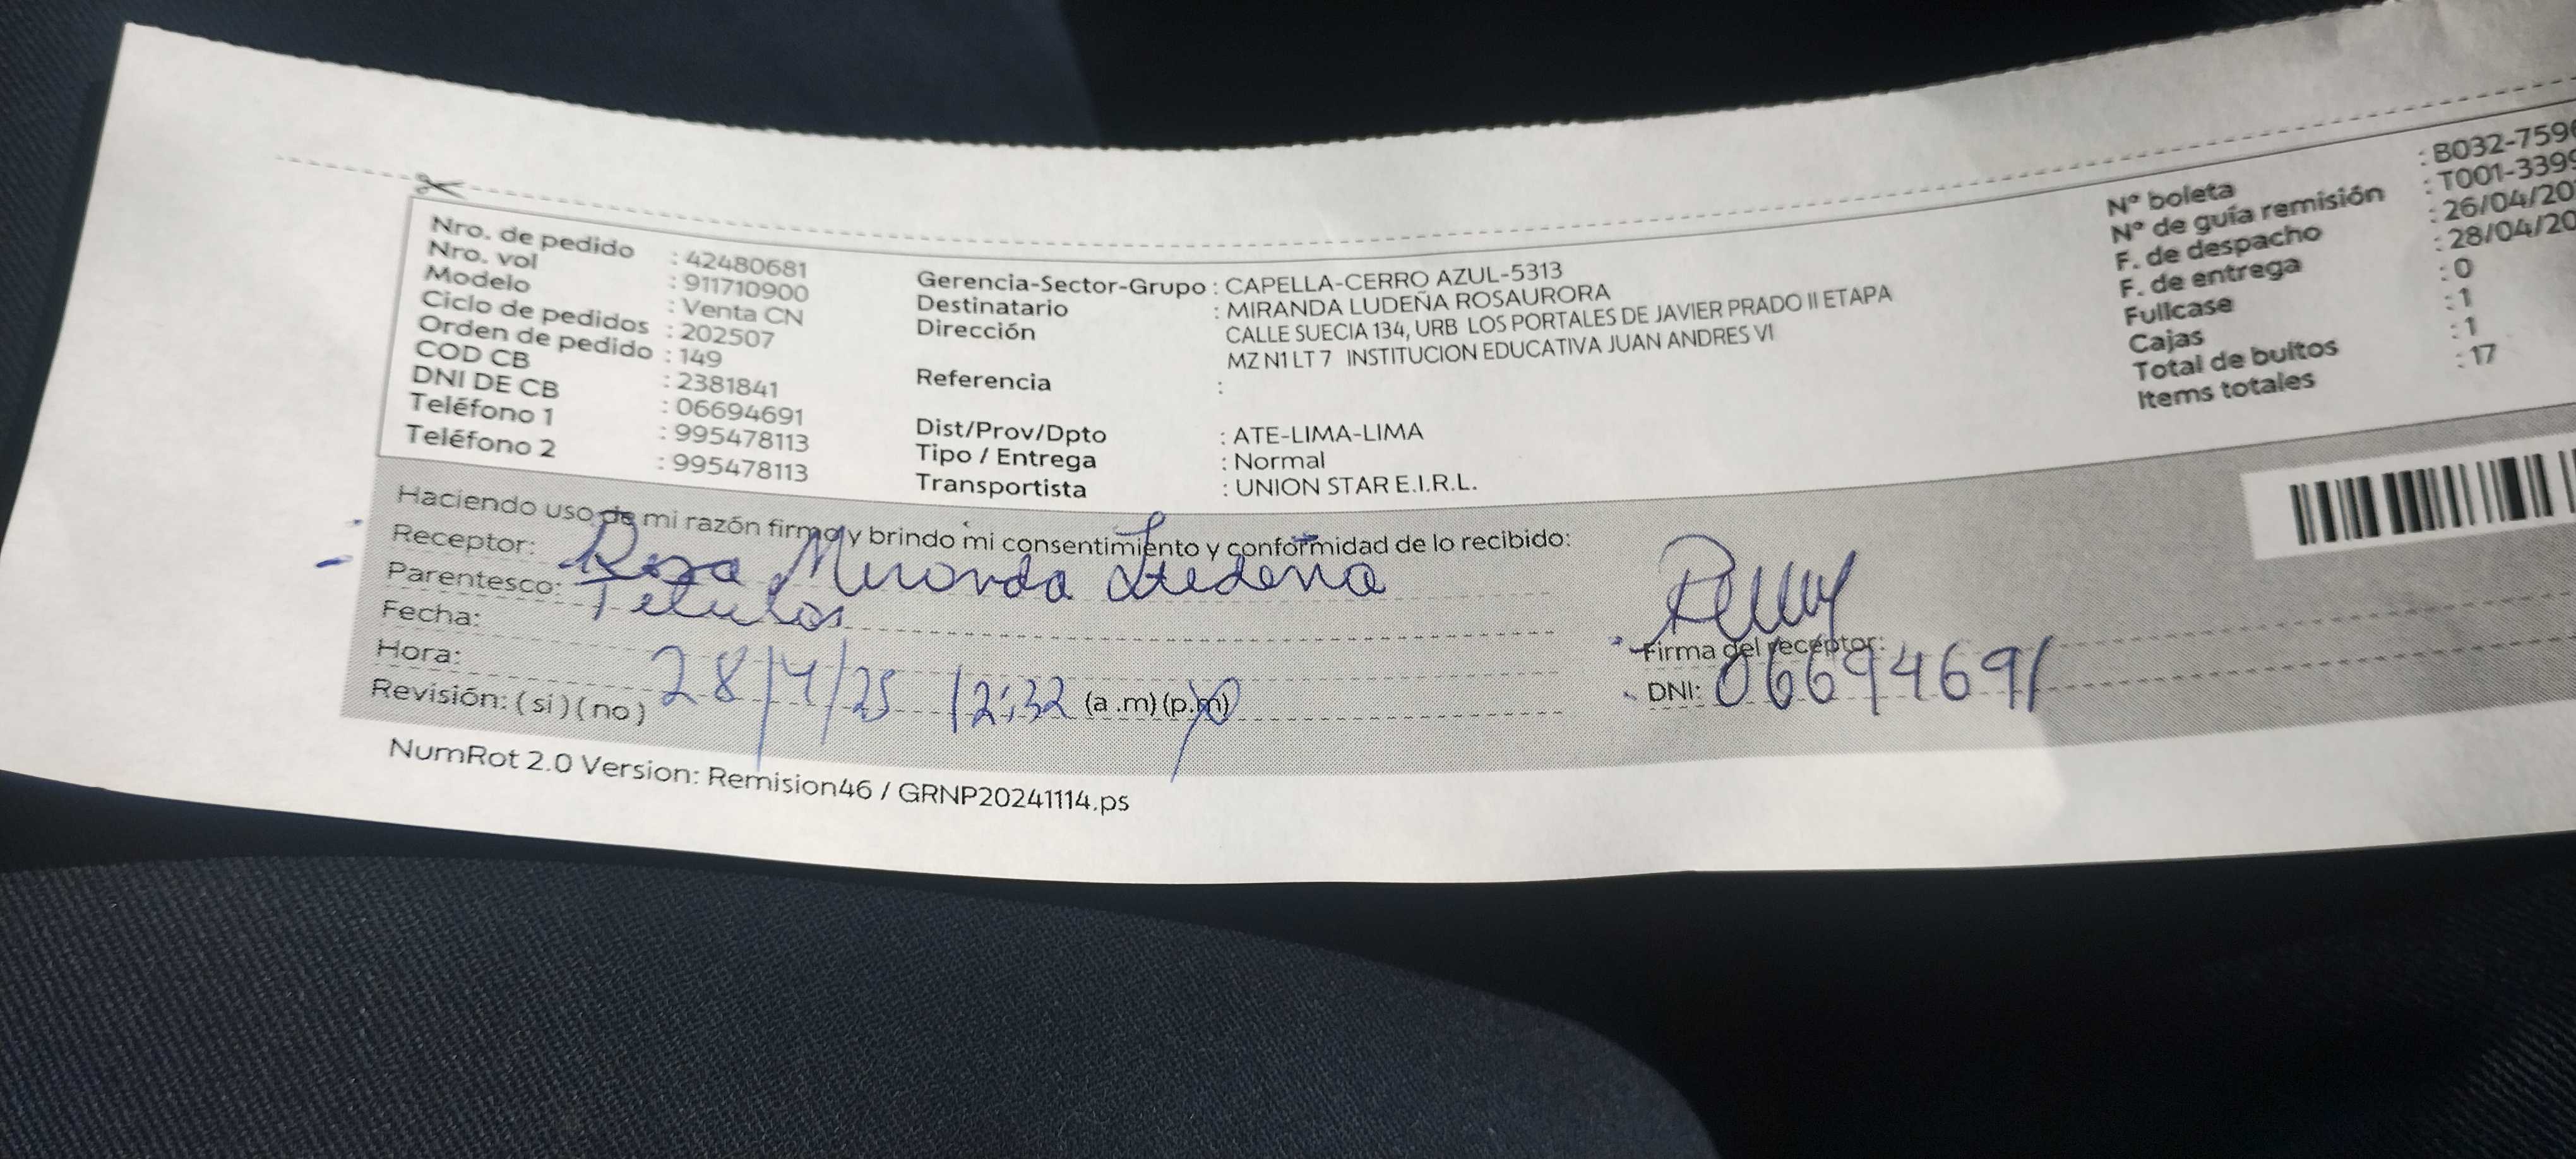 Nro. de pedido : 42480681
Nro. vol : 911710900
Modelo : Venta CN
Ciclo de pedidos : 202507
Orden de pedido : 149
COD CB : 2381841
DNI DE CB : 06694691
Teléfono 1 : 995478113
Teléfono 2 : 995478113
Gerencia-Sector-Grupo : CAPELLA-CERRO AZUL-5313
Destinatario : MIRANDA LUDEÑA ROSAURORA
Dirección CALLE SUECIA 134, URB LOS PORTALES DE JAVIER PRADO II ETAPA
MZ N1 LT 7 INSTITUCION EDUCATIVA JUAN ANDRES VI
Referencia :
Dist/Prov/Dpto : ATE-LIMA-LIMA
Tipo / Entrega : Normal
Transportista : UNION STAR E.I.R.L.
Nº boleta : B032-759
Nº de guía remisión : T001-339
F. de despacho : 26/04/20
F. de entrega : 28/04/20
Fullcase : 0
Cajas : 1
Total de bultos : 1
Items totales : 17
Haciendo uso de mi razón firmo y brindo mi consentimiento y conformidad de lo recibido:
Receptor: Rosa Miranda Ludeña
Parentesco: Titular
Fecha: 28/4/25
Hora: 12:32 (a.m) (p.m)
Revisión: ( si ) ( no )
Firma del receptor:
DNI: 06694691
NumRot 2.0 Version: Remision46 / GRNP20241114.ps